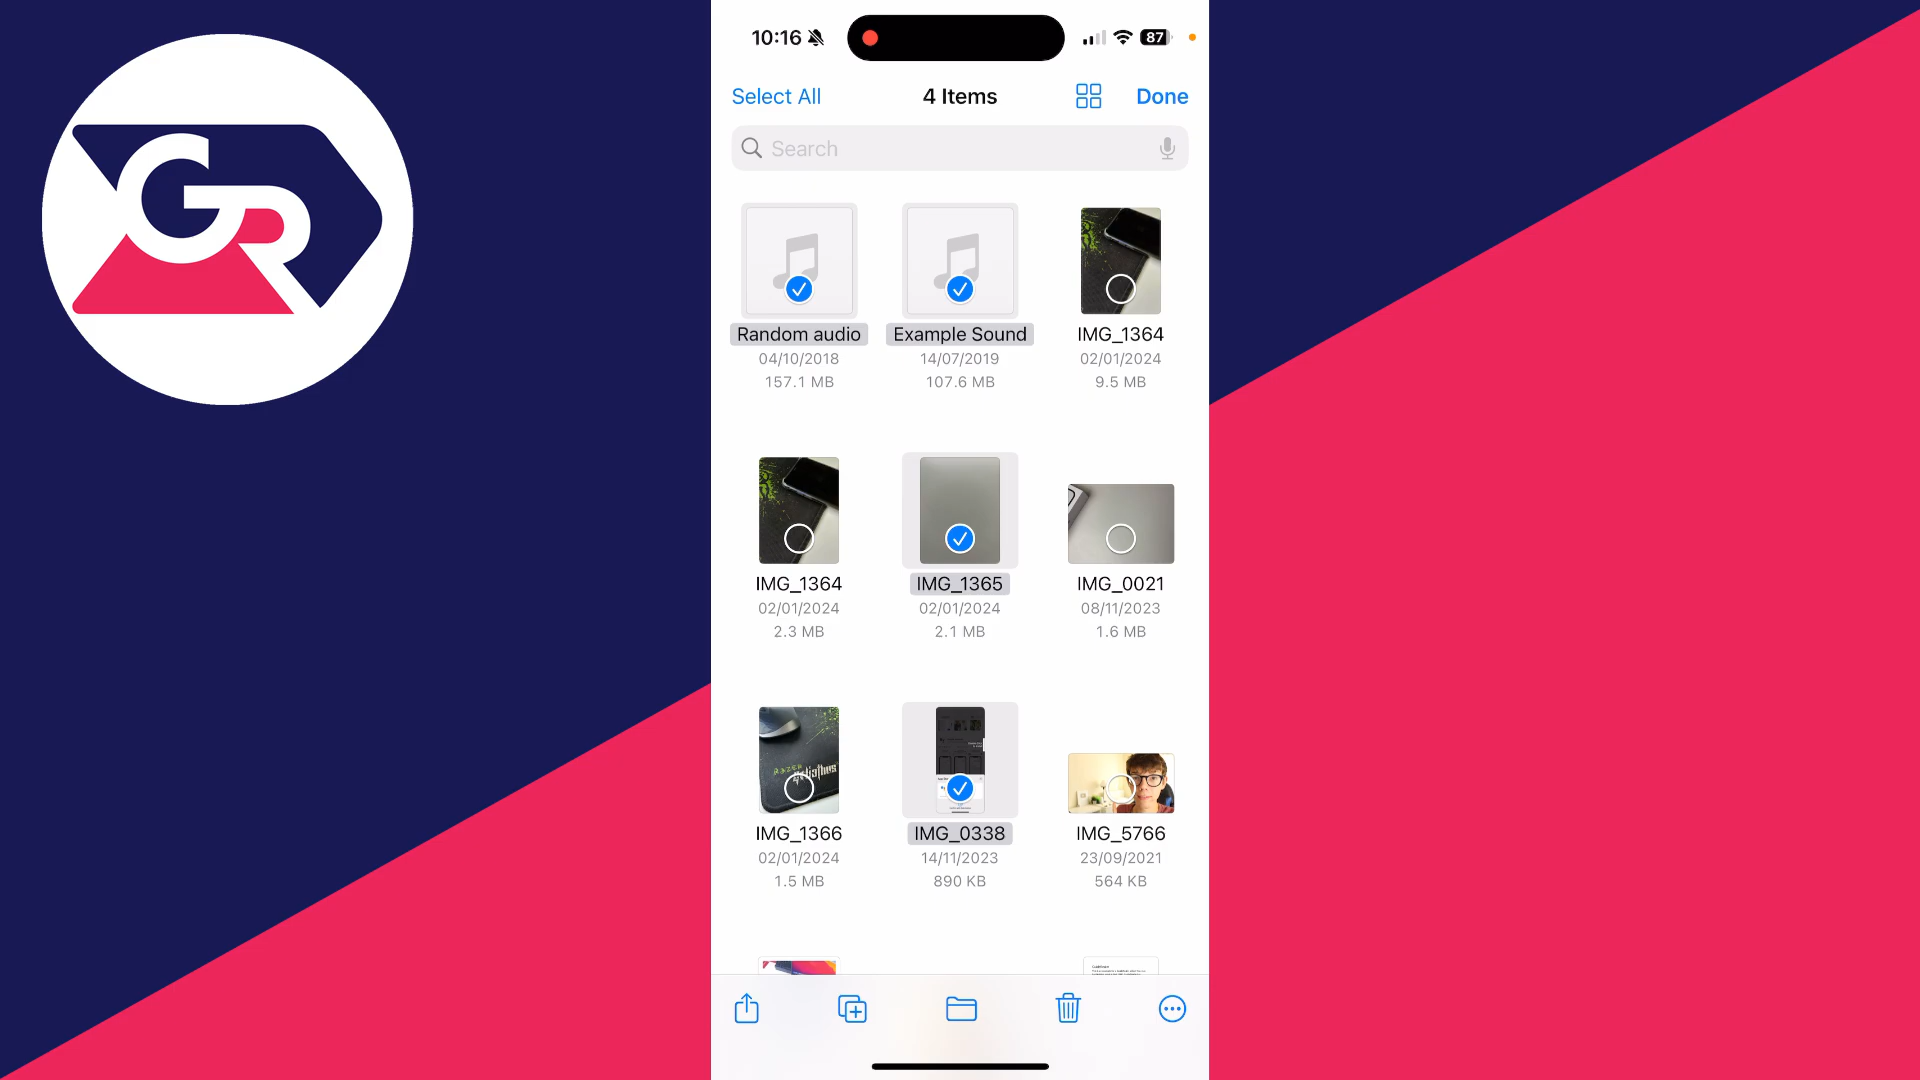 GR
10:16
87
Select All
4 Items
Done
Search
Random audio
04/10/2018
157.1 MB
Example Sound
14/07/2019
107.6 MB
IMG_1364
02/01/2024
9.5 MB
IMG_1364
02/01/2024
2.3 MB
IMG_1365
02/01/2024
2.1 MB
IMG_0021
08/11/2023
1.6 MB
IMG_1366
02/01/2024
1.5 MB
IMG_0338
14/11/2023
890 KB
IMG_5766
23/09/2021
564 KB